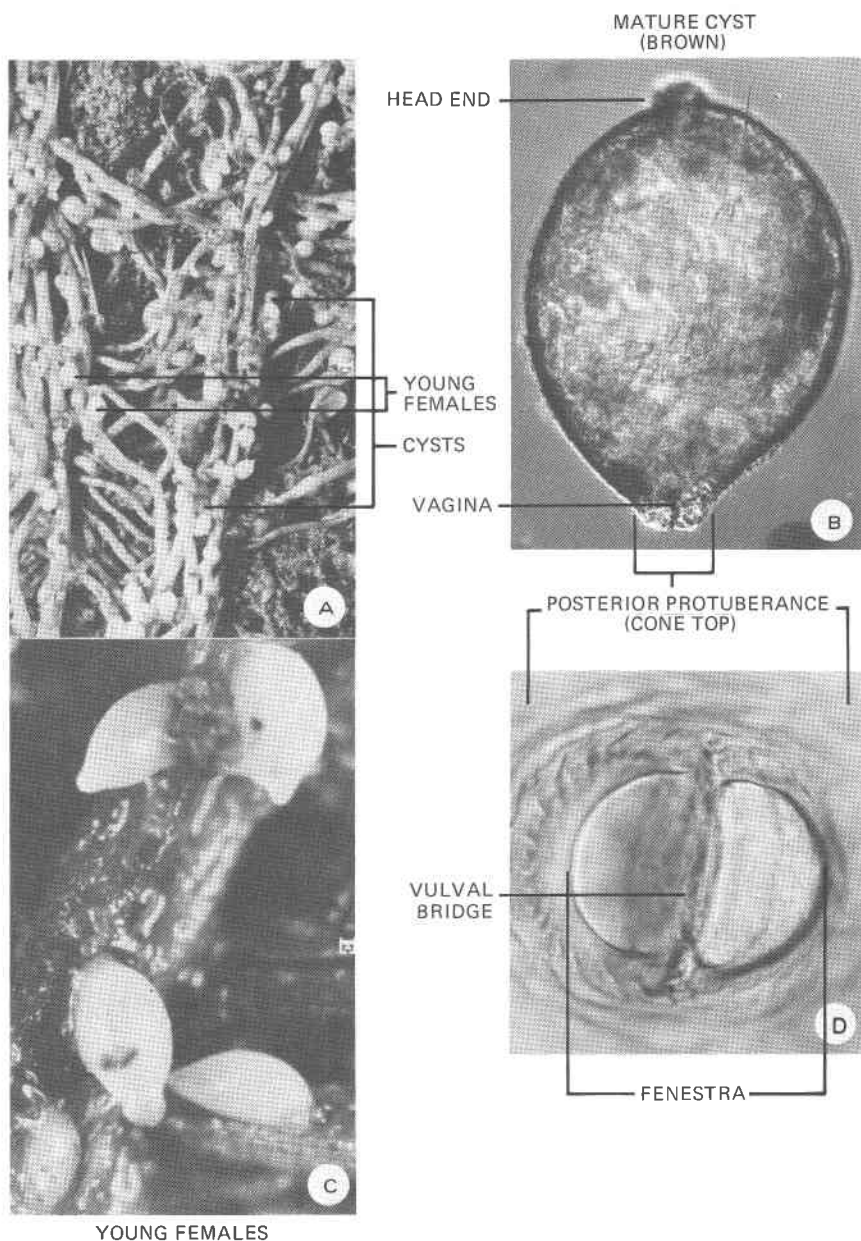 MATURE CYST
(BROWN)
HEAD END
YOUNG
FEMALES
CYSTS
VAGINA
A
B
POSTERIOR PROTUBERANCE
(CONE TOP)
VULVAL
BRIDGE
D
FENESTRA
C
YOUNG FEMALES